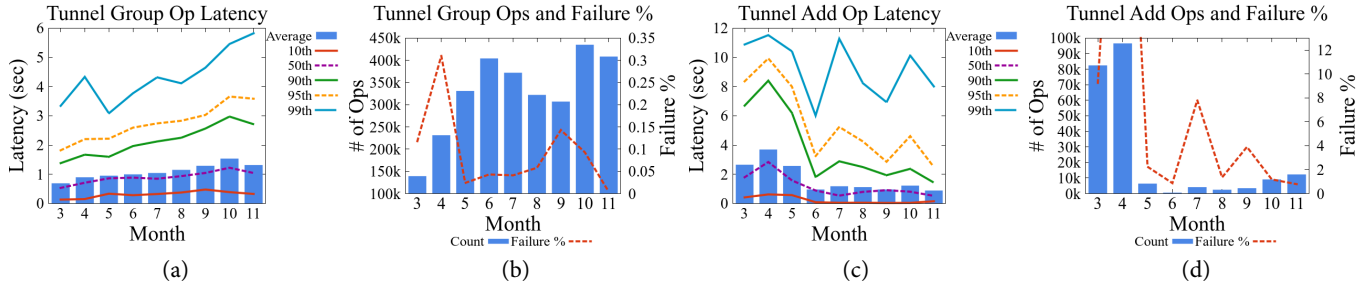 Tunnel Group Op Latency
Latency (sec)
6
5
4
3
2
1
0
3 4 5 6 7 8 9 10 11
Month
Average
10th
50th
90th
95th
99th
(a)
Tunnel Group Ops and Failure %
# of Ops
450k
400k
350k
300k
250k
200k
150k
100k
0.35
0.3
0.25
0.2
0.15
0.1
0.05
0
Failure %
3 4 5 6 7 8 9 10 11
Month
Count Failure %
(b)
Tunnel Add Op Latency
Latency (sec)
12
10
8
6
4
2
0
3 4 5 6 7 8 9 10 11
Month
Average
10th
50th
90th
95th
99th
(c)
Tunnel Add Ops and Failure %
# of Ops
100k
90k
80k
70k
60k
50k
40k
30k
20k
10k
0k
12
10
8
6
4
2
0
Failure %
3 4 5 6 7 8 9 10 11
Month
Count Failure %
(d)